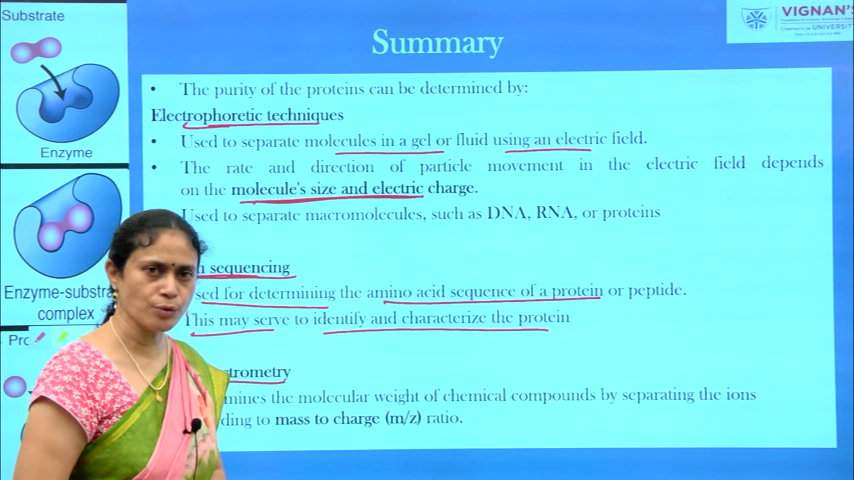 Substrate
Enzyme
Enzyme-substra
complex
Pro
VIGNAN'S
UNIVERSITY
Summary
• The purity of the proteins can be determined by:
Electrophoretic techniques
• Used to separate molecules in a gel or fluid using an electric field.
• The rate and direction of particle movement in the electric field depends
on the molecule's size and electric charge.
Used to separate macromolecules, such as DNA, RNA, or proteins
n sequencing
sed for determining the amino acid sequence of a protein or peptide.
This may serve to identify and characterize the protein
trometry
mines the molecular weight of chemical compounds by separating the ions
ding to mass to charge (m/z) ratio.